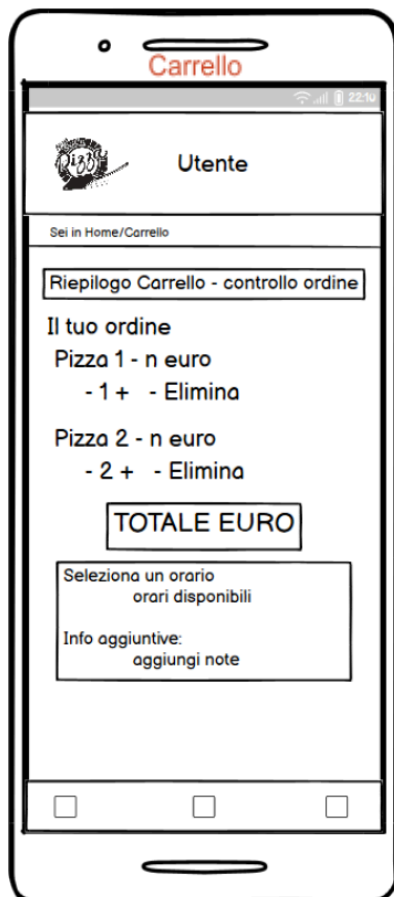 Carrello
22:10
Pizza
Utente
Sei in Home/Carrello
Riepilogo Carrello - controllo ordine
Il tuo ordine
Pizza 1 - n euro
- 1 + - Elimina
Pizza 2 - n euro
- 2 + - Elimina
TOTALE EURO
Seleziona un orario
orari disponibili
Info aggiuntive:
aggiungi note